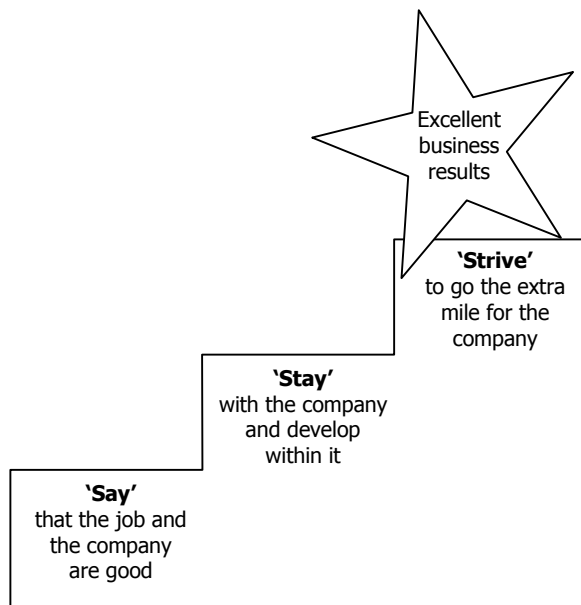 Excellent
business
results
‘Strive’
to go the extra
mile for the
company
‘Stay’
with the company
and develop
within it
‘Say’
that the job and
the company
are good